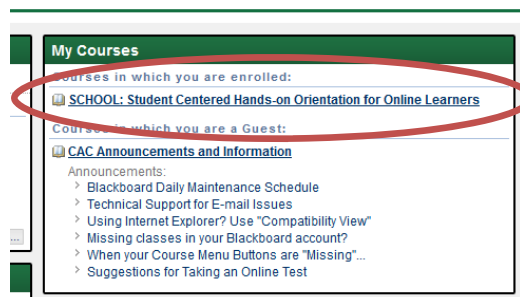 My Courses
Courses in which you are enrolled:
SCHOOL: Student Centered Hands-on Orientation for Online Learners
Courses in which you are a Guest:
CAC Announcements and Information
Announcements:
> Blackboard Daily Maintenance Schedule
> Technical Support for E-mail Issues
> Using Internet Explorer? Use "Compatibility View"
> Missing classes in your Blackboard account?
> When your Course Menu Buttons are "Missing"...
> Suggestions for Taking an Online Test
...